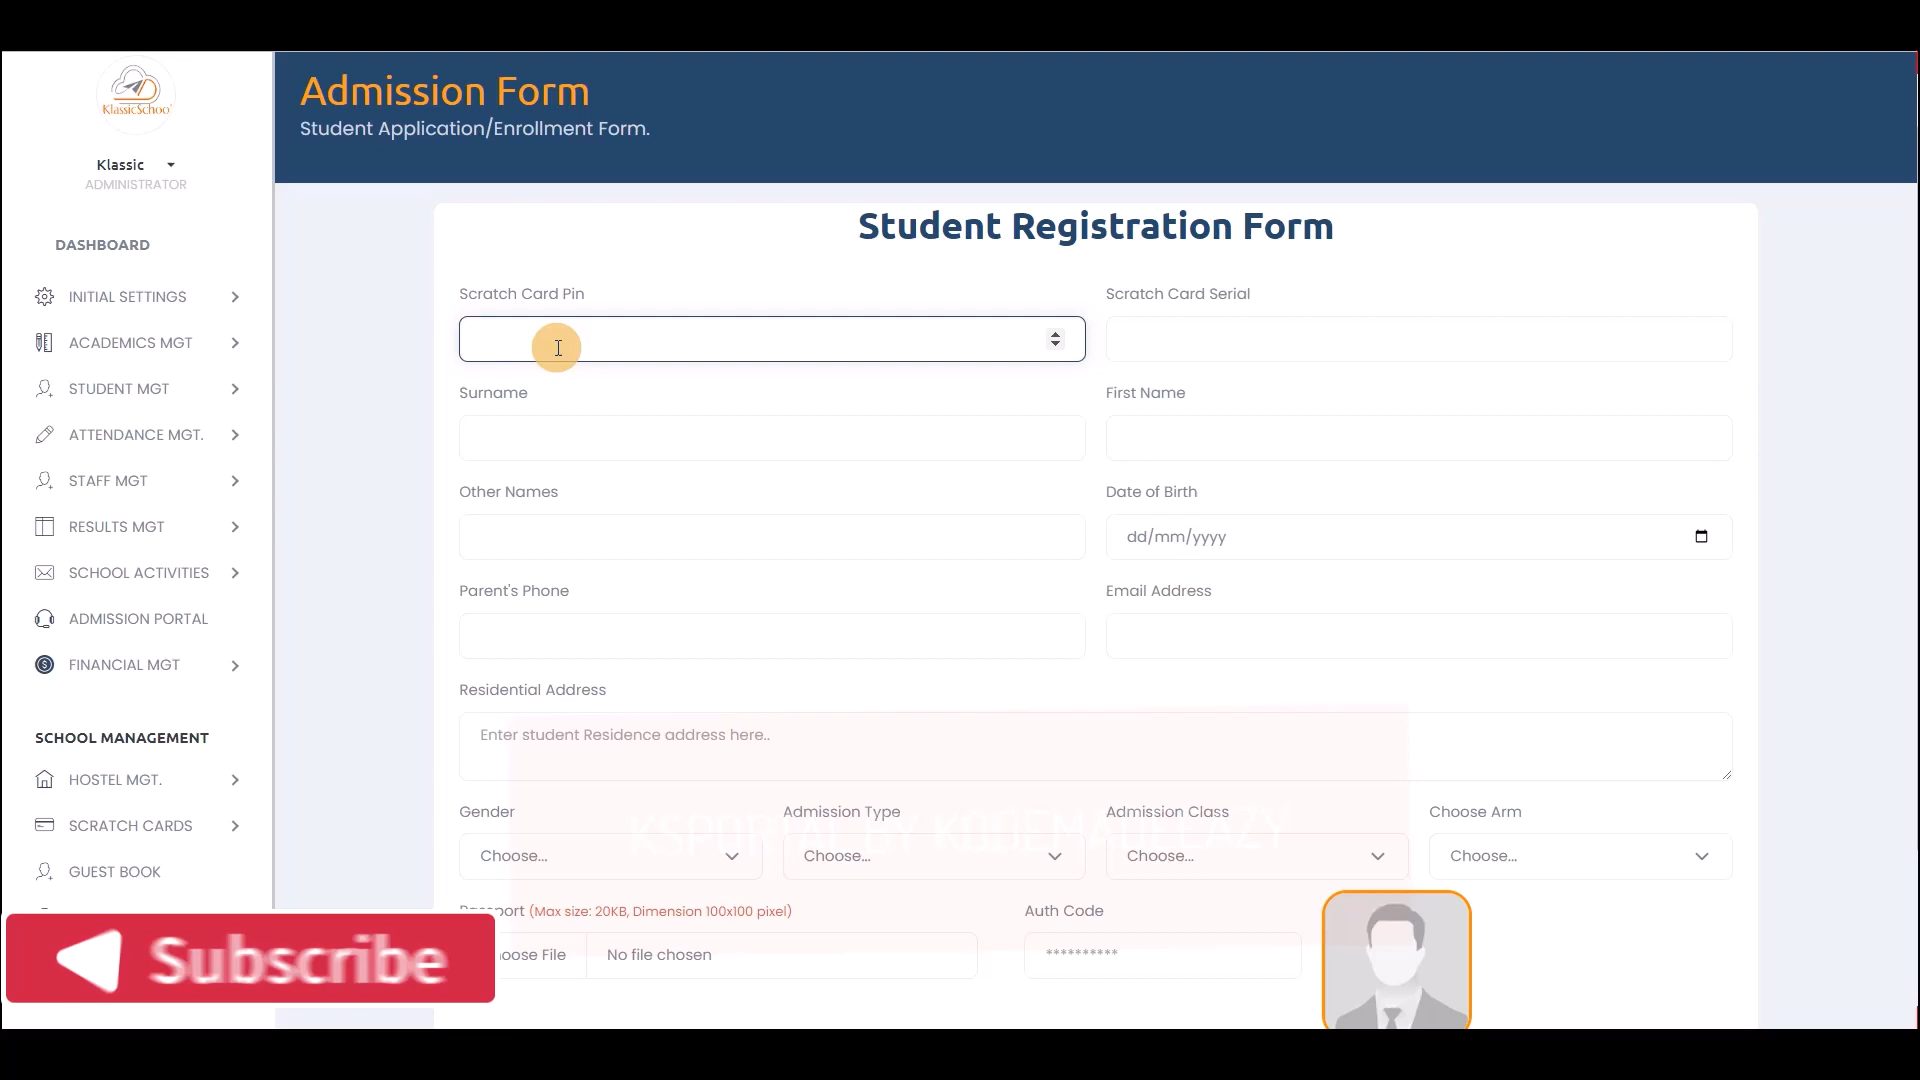 KlassicSchool
Klassic
ADMINISTRATOR
DASHBOARD
INITIAL SETTINGS
ACADEMICS MGT
STUDENT MGT
ATTENDANCE MGT.
STAFF MGT
RESULTS MGT
SCHOOL ACTIVITIES
ADMISSION PORTAL
FINANCIAL MGT
SCHOOL MANAGEMENT
HOSTEL MGT.
SCRATCH CARDS
GUEST BOOK
Subscribe
Admission Form
Student Application/Enrollment Form.
Student Registration Form
Scratch Card Pin
Scratch Card Serial
Surname
First Name
Other Names
Date of Birth
dd/mm/yyyy
Parent's Phone
Email Address
Residential Address
Enter student Residence address here..
Gender
Admission Type
Admission Class
Choose Arm
KSPORTAL BY KODEMADEEAZY
Choose...
Choose...
Choose...
Choose...
(Max size: 20KB, Dimension 100x100 pixel)
Auth Code
File
No file chosen
**********